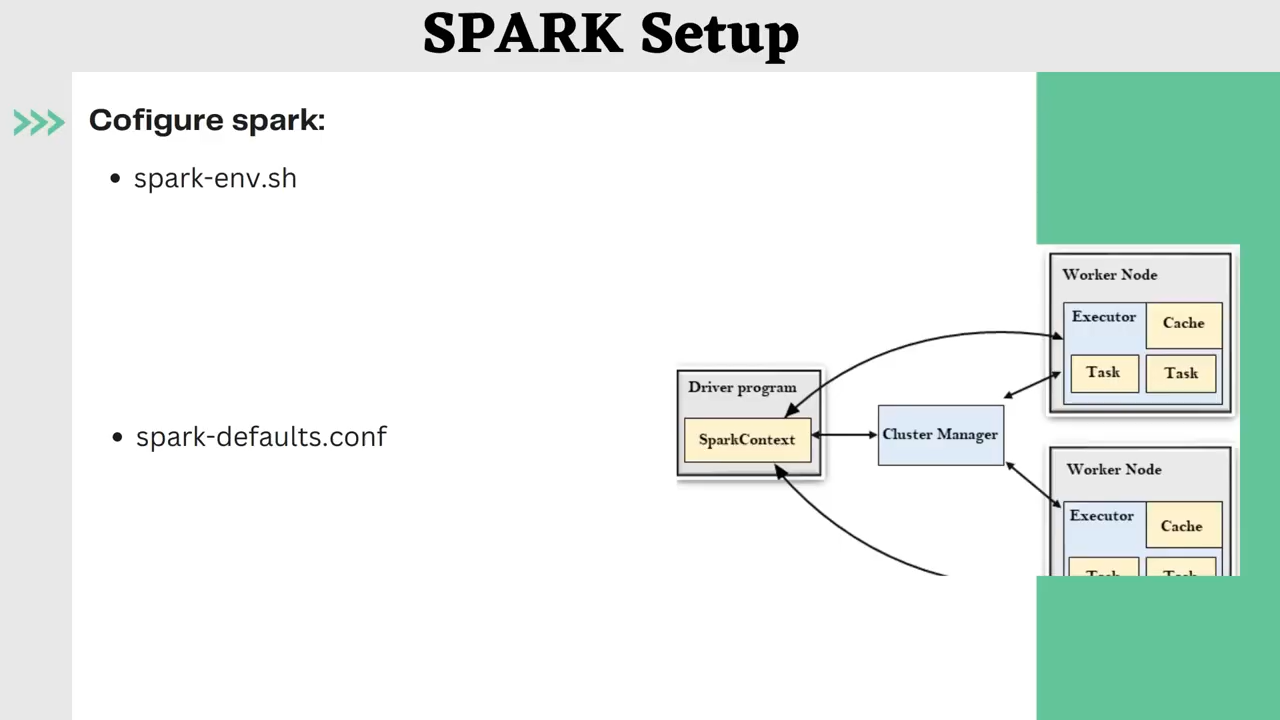 SPARK Setup
Cofigure spark:
spark-env.sh
spark-defaults.conf
Driver program
SparkContext
Cluster Manager
Worker Node
Executor
Cache
Task
Task
Worker Node
Executor
Cache
Task
Task